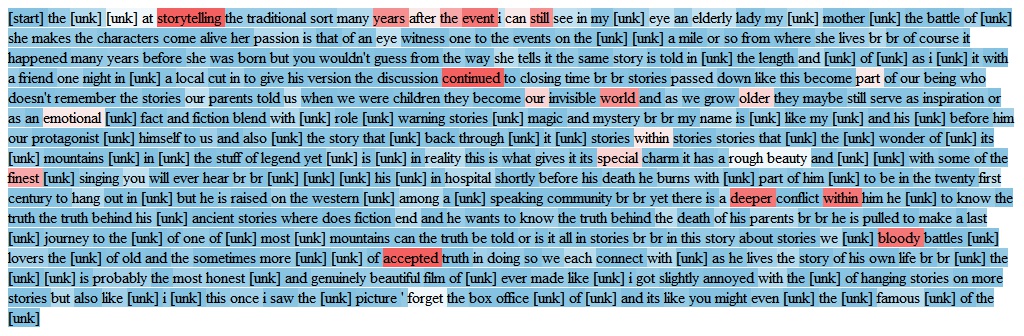 [start] the [unk] [unk] at storytelling the traditional sort many years after the event i can still see in my [unk] eye an elderly lady my [unk] mother [unk] the battle of [unk]
she makes the characters come alive her passion is that of an eye witness one to the events on the [unk] [unk] a mile or so from where she lives br br of course it
happened many years before she was born but you wouldn't guess from the way she tells it the same story is told in [unk] the length and [unk] of [unk] as i [unk] it with
a friend one night in [unk] a local cut in to give his version the discussion continued to closing time br br stories passed down like this become part of our being who
doesn't remember the stories our parents told us when we were children they become our invisible world and as we grow older they maybe still serve as inspiration or
as an emotional [unk] fact and fiction blend with [unk] role [unk] warning stories [unk] magic and mystery br br my name is [unk] like my [unk] and his [unk] before him
our protagonist [unk] himself to us and also [unk] the story that [unk] back through [unk] it [unk] stories within stories stories that [unk] the [unk] wonder of [unk] its
[unk] mountains [unk] in [unk] the stuff of legend yet [unk] is [unk] in reality this is what gives it its special charm it has a rough beauty and [unk] [unk] with some of the
finest [unk] singing you will ever hear br br [unk] [unk] [unk] [unk] his [unk] in hospital shortly before his death he burns with [unk] part of him [unk] to be in the twenty first
century to hang out in [unk] but he is raised on the western [unk] among a [unk] speaking community br br yet there is a deeper conflict within him he [unk] to know the
truth the truth behind his [unk] ancient stories where does fiction end and he wants to know the truth behind the death of his parents br br he is pulled to make a last
[unk] journey to the [unk] of one of [unk] most [unk] mountains can the truth be told or is it all in stories br br in this story about stories we [unk] bloody battles [unk]
lovers the [unk] of old and the sometimes more [unk] [unk] of accepted truth in doing so we each connect with [unk] as he lives the story of his own life br br [unk] the
[unk] [unk] is probably the most honest [unk] and genuinely beautiful film of [unk] ever made like [unk] i got slightly annoyed with the [unk] of hanging stories on more
stories but also like [unk] i [unk] this once i saw the [unk] picture ' forget the box office [unk] of [unk] and its like you might even [unk] the [unk] famous [unk] of the
[unk]